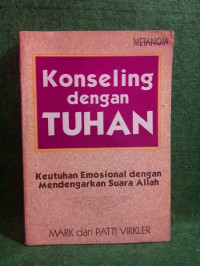 METANOIA
Konseling
dengan
TUHAN
Keutuhan Emosional dengan
Mendengarkan Suara Allah
MARK dan PATTI VIRKLER